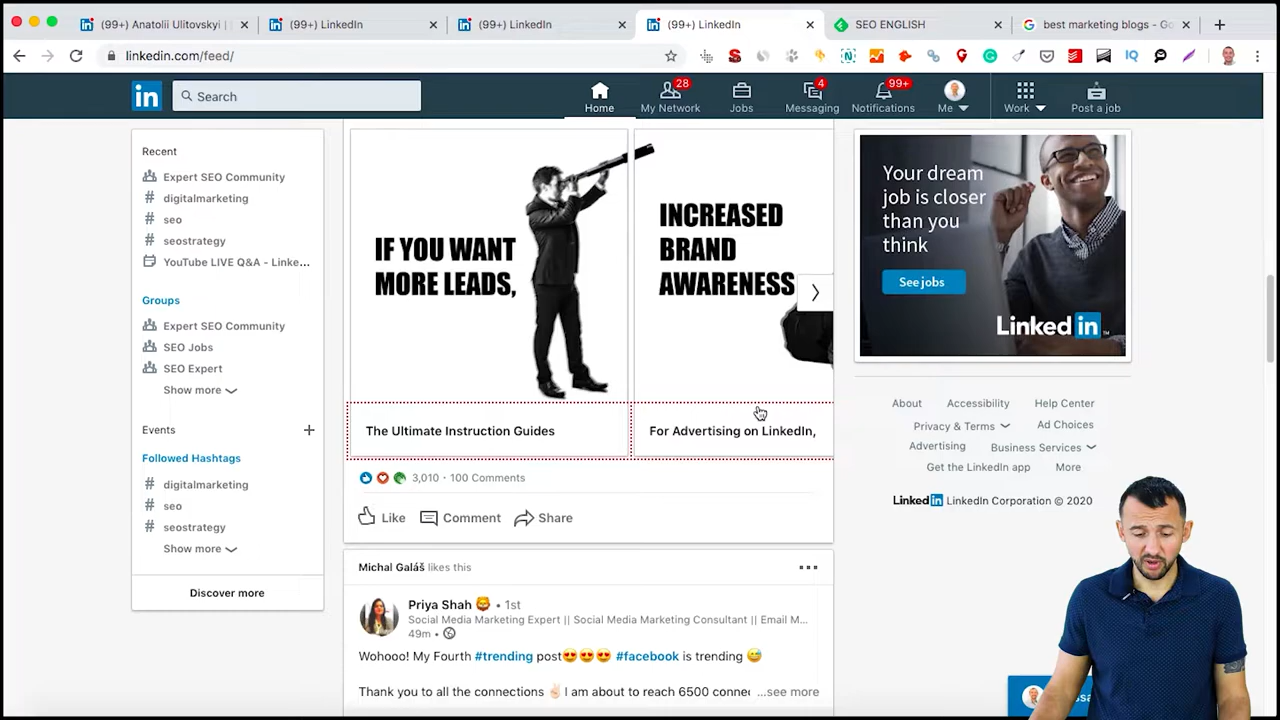 (99+) Anatolii Ulitovskyi |
(99+) LinkedIn
(99+) LinkedIn
(99+) LinkedIn
SEO ENGLISH
best marketing blogs - Go
linkedin.com/feed/
in
Search
Home
28
My Network
Jobs
4
Messaging
99+
Notifications
Me
Work
Post a job
Recent
Expert SEO Community
# digitalmarketing
# seo
# seostrategy
YouTube LIVE Q&A - Linke...
Groups
Expert SEO Community
SEO Jobs
SEO Expert
Show more
Events
Followed Hashtags
# digitalmarketing
# seo
# seostrategy
Show more
Discover more
IF YOU WANT
MORE LEADS,
The Ultimate Instruction Guides
INCREASED
BRAND
AWARENESS
For Advertising on LinkedIn,
3,010 · 100 Comments
Like
Comment
Share
Michal Galáš likes this
Priya Shah • 1st
Social Media Marketing Expert || Social Media Marketing Consultant || Email M...
49m •
Wohooo! My Fourth #trending post😍😍😍 #facebook is trending 😅
Thank you to all the connections ✌🏻 I am about to reach 6500 ...see more
Your dream
job is closer
than you
think
See jobs
Linked in
About
Accessibility
Help Center
Privacy & Terms
Ad Choices
Advertising
Business Services
Get the LinkedIn app
More
Linked in LinkedIn Corporation © 2020